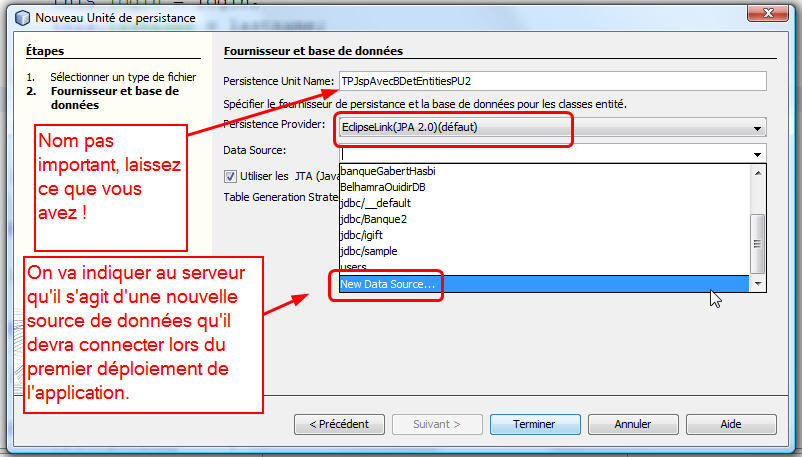 Nouveau Unité de persistance
Étapes
1. Sélectionner un type de fichier
2. Fournisseur et base de
données
Nom pas
important, laissez
ce que vous
avez !
On va indiquer au serveur
qu'il s'agit d'une nouvelle
source de données qu'il
devra connecter lors du
premier déploiement de
l'application.
Fournisseur et base de données
Persistence Unit Name: TPJspAvecBDetEntitiesPU2
Spécifier le fournisseur de persistance et la base de données pour les classes entité.
Persistence Provider: EclipseLink(JPA 2.0)(défaut)
Data Source:
banqueGabertHasbi
BelhamraOuidirDB
jdbc/__default
jdbc/Banque2
jdbc/igift
jdbc/sample
users
New Data Source...
Utiliser les JTA (Java
Table Generation Strate
< Précédent
Suivant >
Terminer
Annuler
Aide